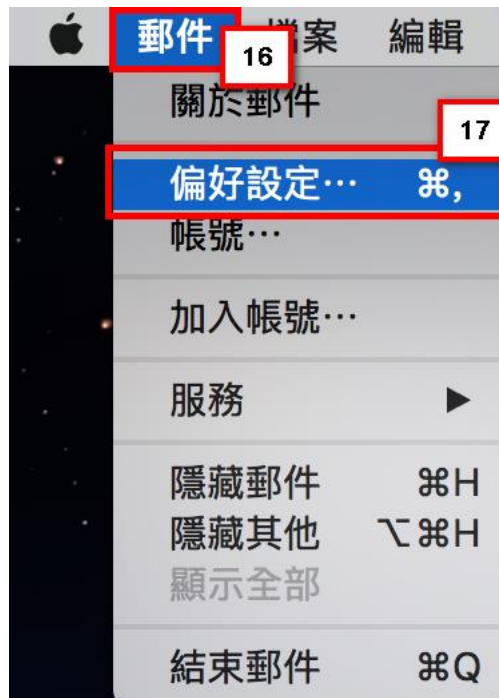 郵件 檔案 編輯
16
關於郵件
17
偏好設定… ⌘,
帳號…
加入帳號…
服務 ▶
隱藏郵件 ⌘H
隱藏其他 ⌥⌘H
顯示全部
結束郵件 ⌘Q